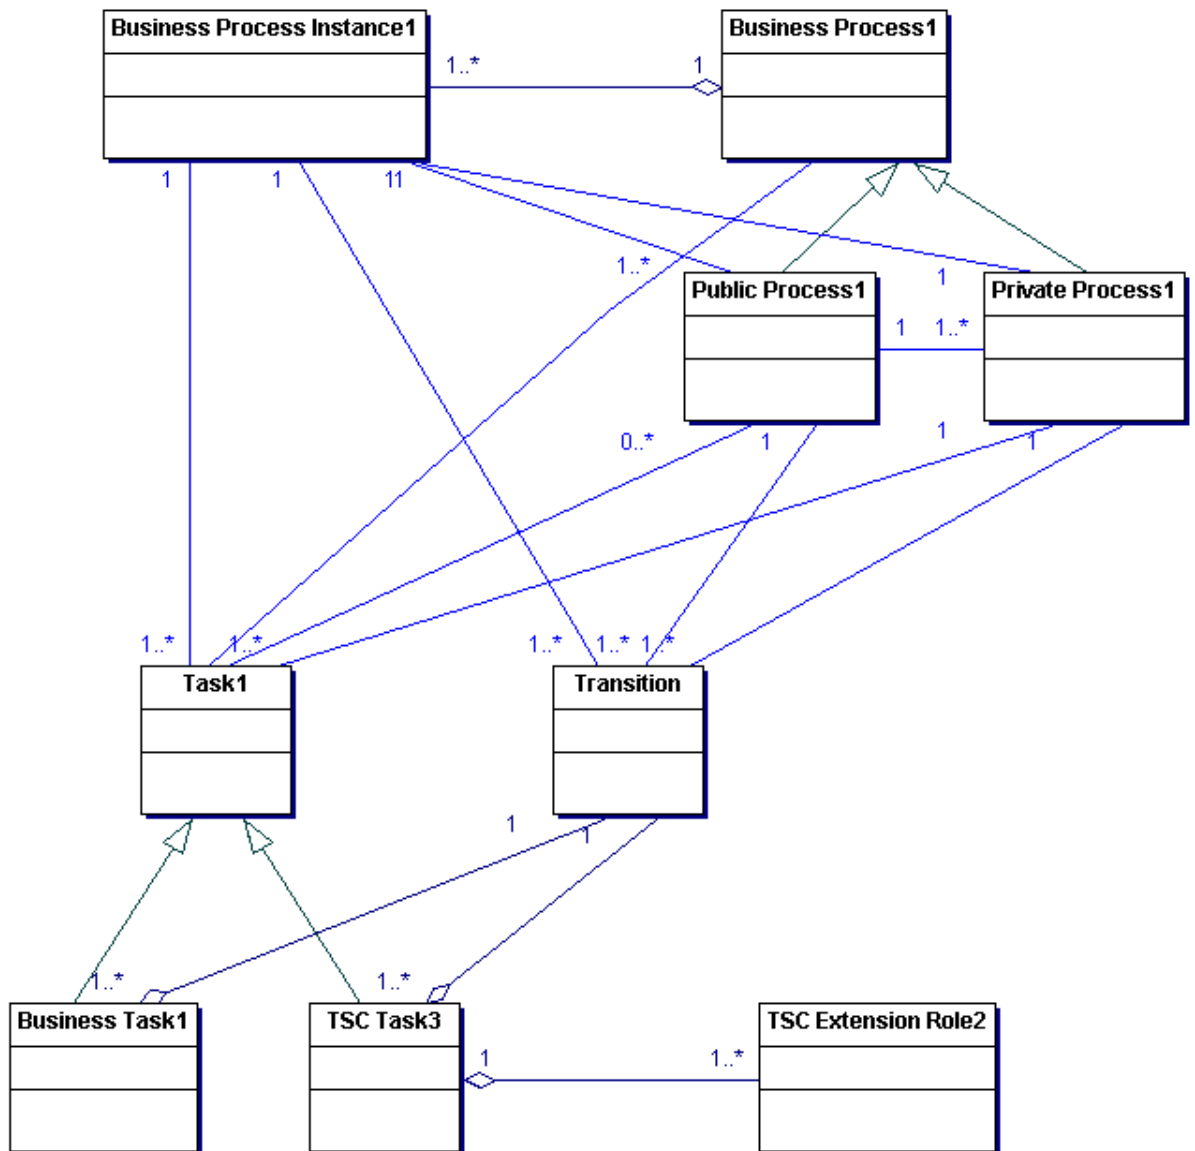 Business Process Instance1
Business Process1
1..*
1
1
1
11
1..*
1
Public Process1
Private Process1
1
1..*
0..*
1
1
1
1..*
1..*
1..*
1..*
1..*
Task1
Transition
1
1
1..*
1..*
Business Task1
TSC Task3
TSC Extension Role2
1
1..*